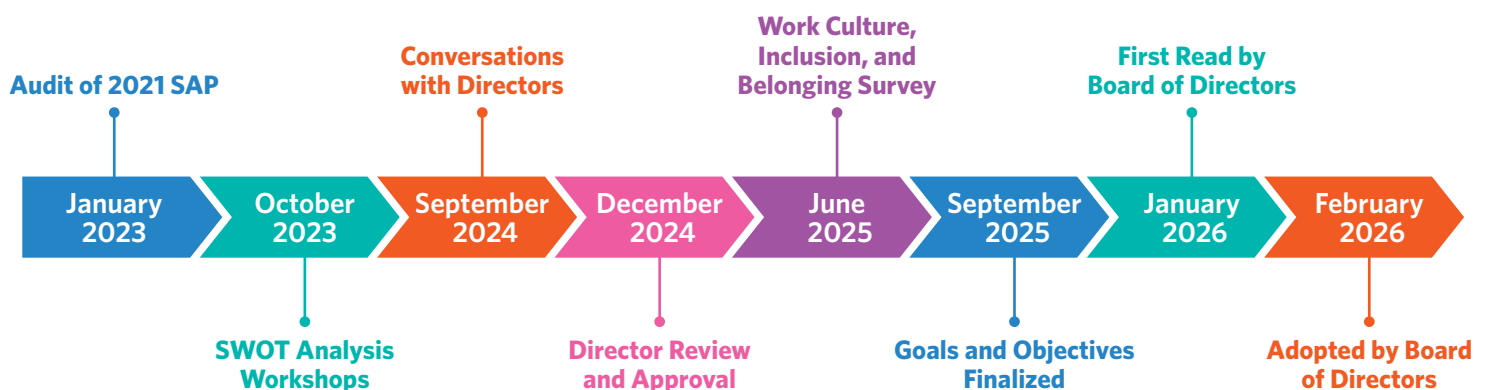 Audit of 2021 SAP
Conversations
with Directors
Work Culture,
Inclusion, and
Belonging Survey
First Read by
Board of Directors
January
2023
October
2023
September
2024
December
2024
June
2025
September
2025
January
2026
February
2026
SWOT Analysis
Workshops
Director Review
and Approval
Goals and Objectives
Finalized
Adopted by Board
of Directors